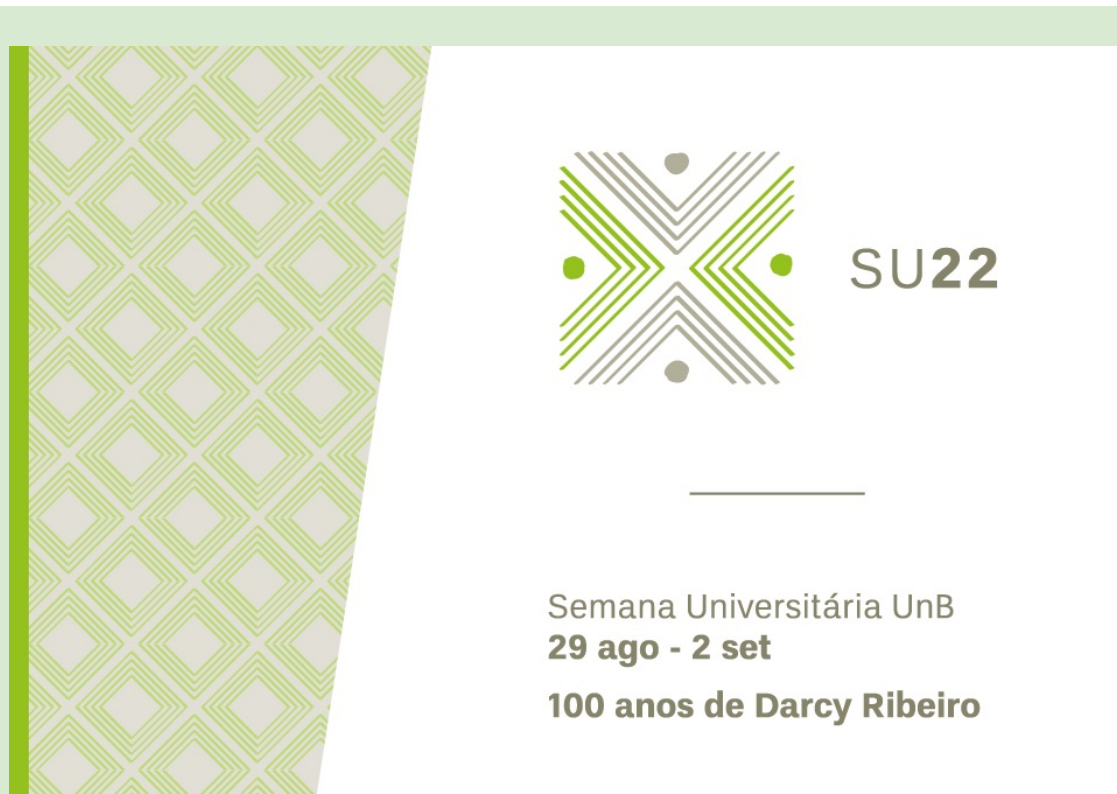 SU22
Semana Universitária UnB
29 ago - 2 set
100 anos de Darcy Ribeiro